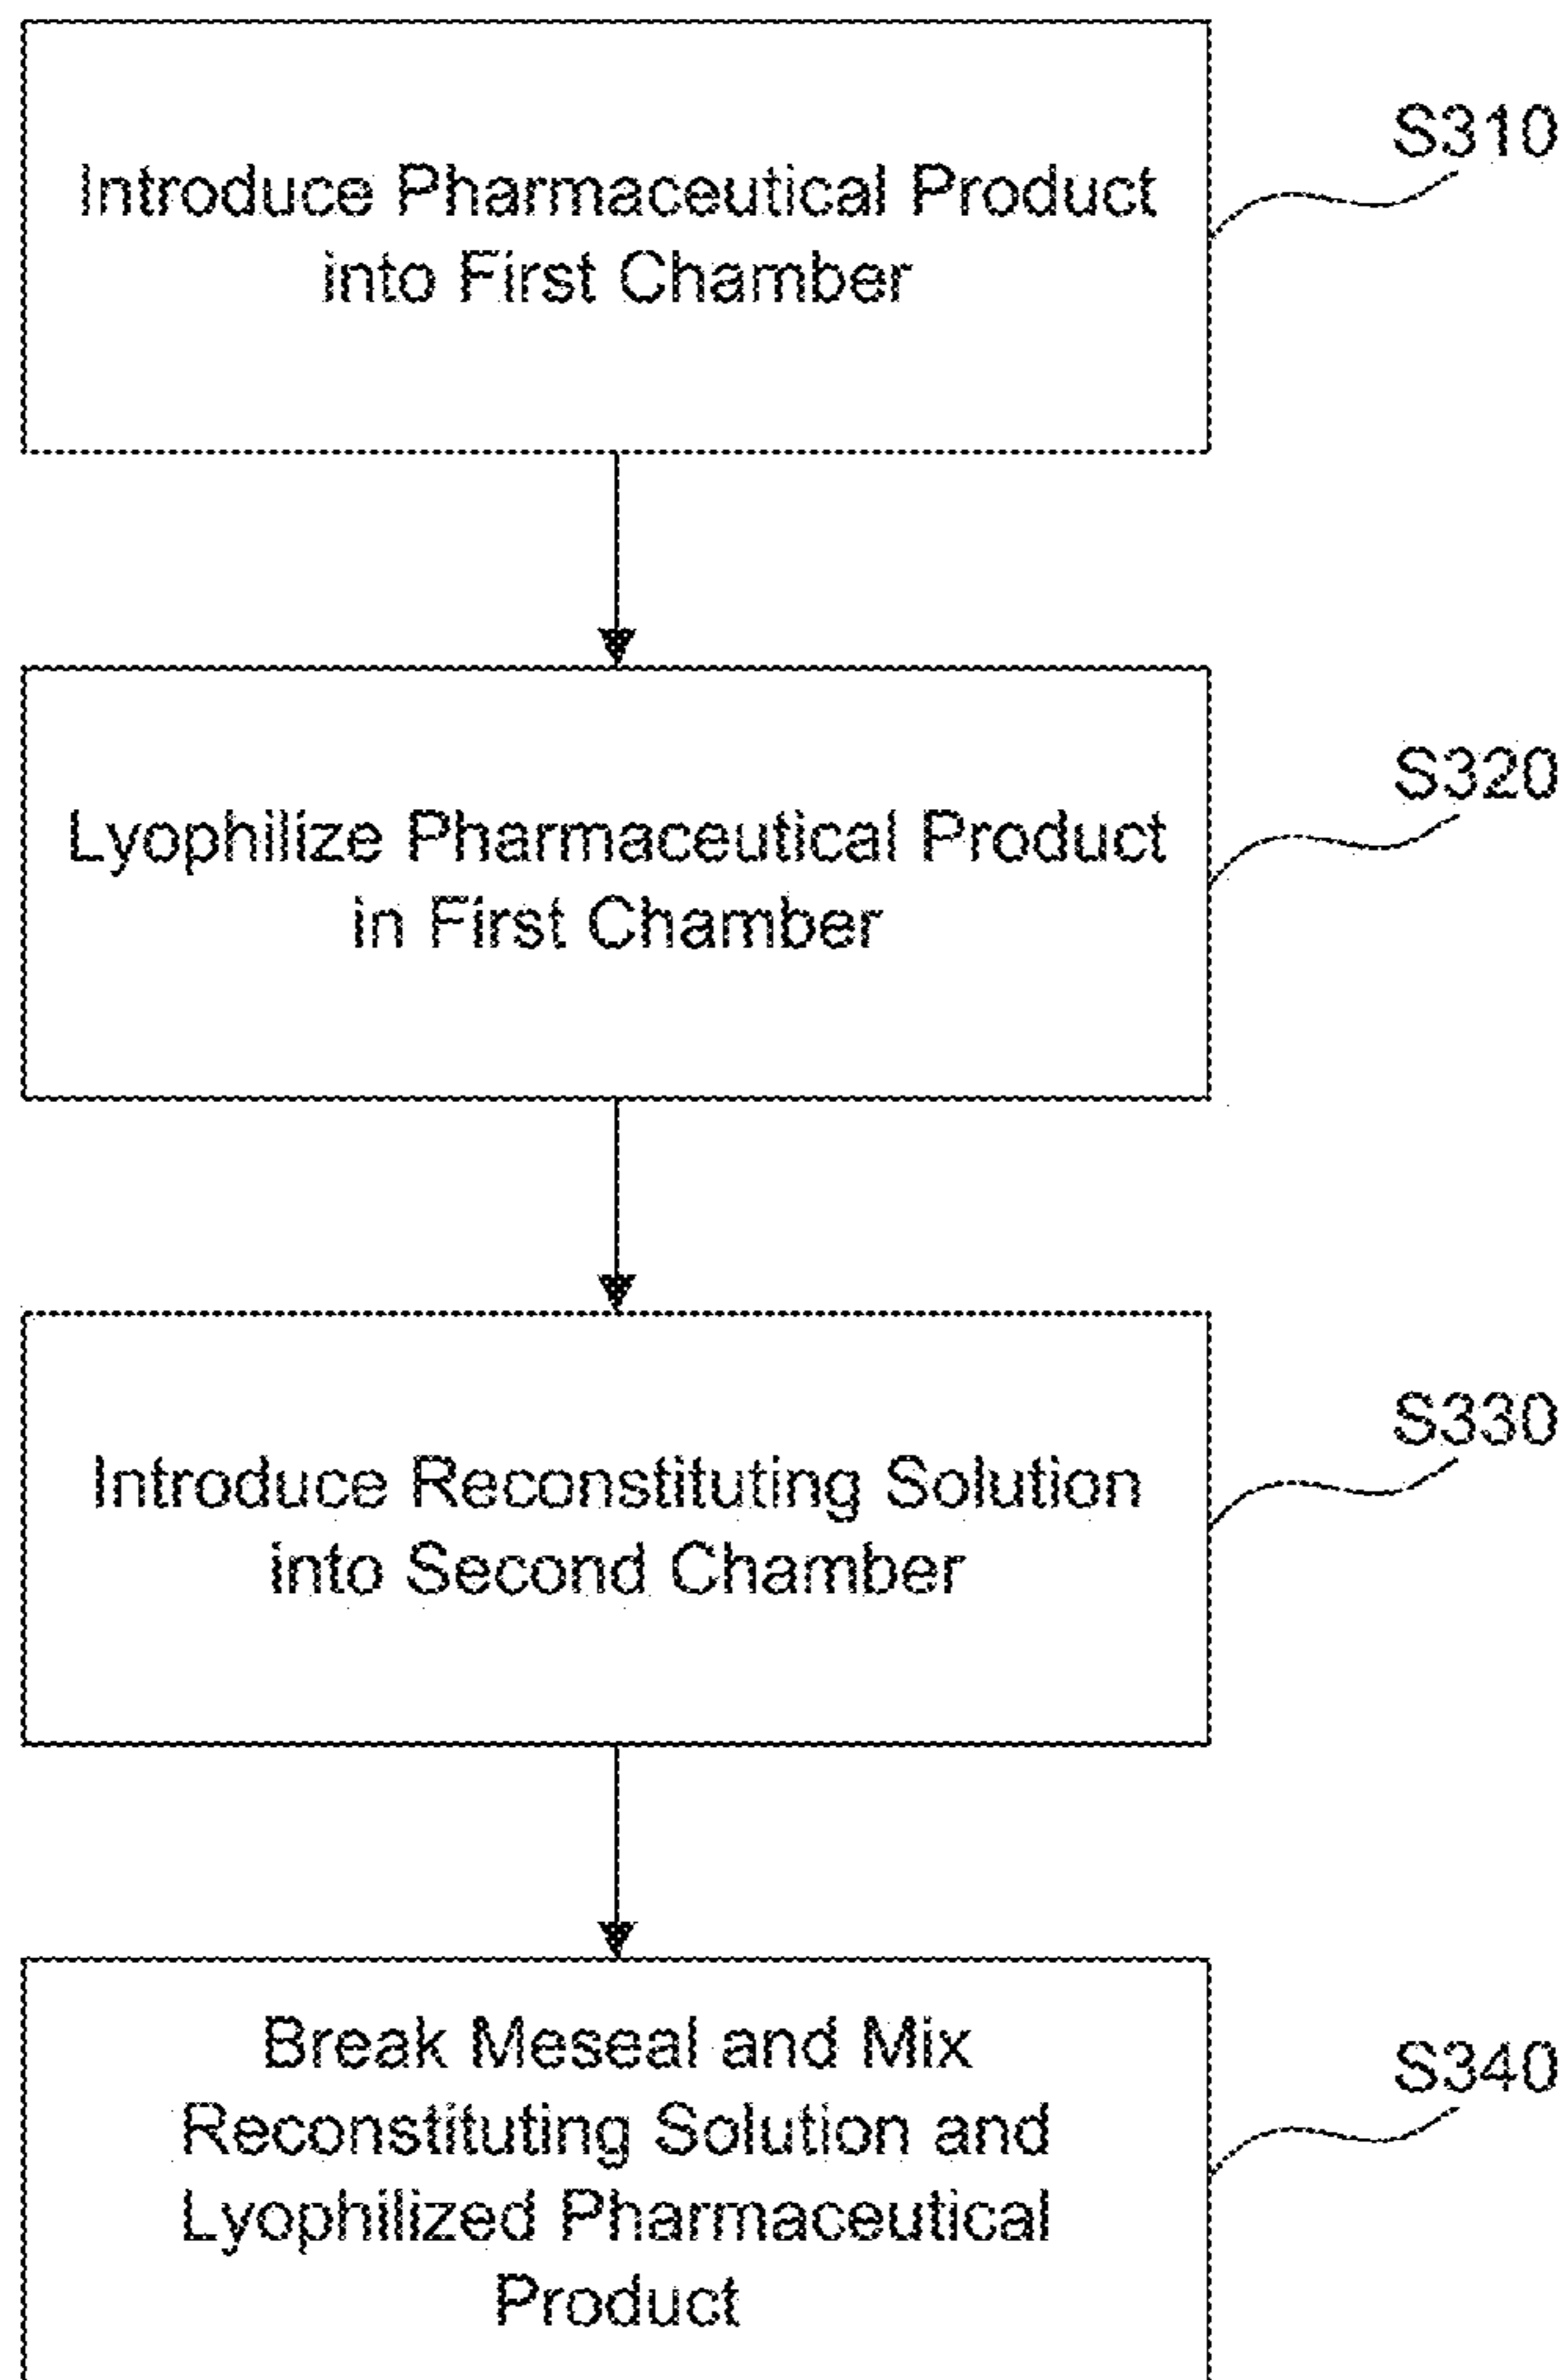 Introduce Pharmaceutical Product
into First Chamber
S310
Lyophilize Pharmaceutical Product
in First Chamber
S320
Introduce Reconstituting Solution
into Second Chamber
S330
Break Meseal and Mix
Reconstituting Solution and
Lyophilized Pharmaceutical
Product
S340